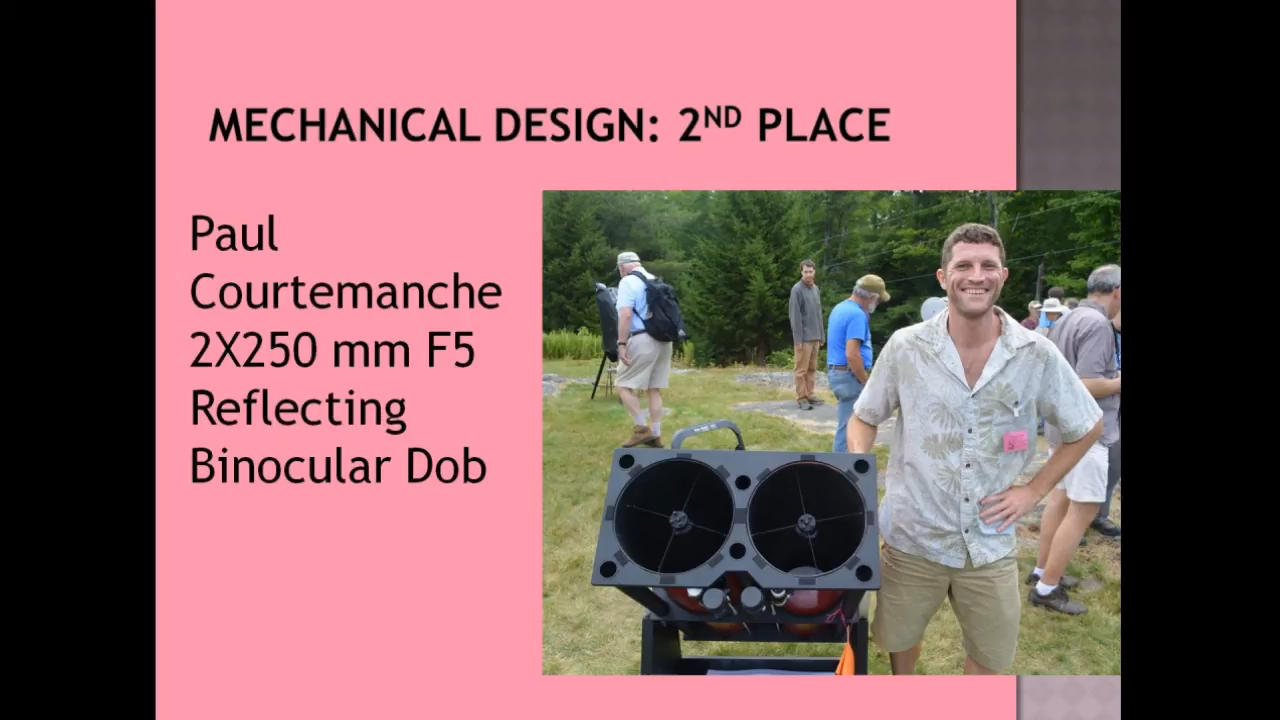 MECHANICAL DESIGN: 2ND PLACE
Paul
Courtemanche
2X250 mm F5
Reflecting
Binocular Dob